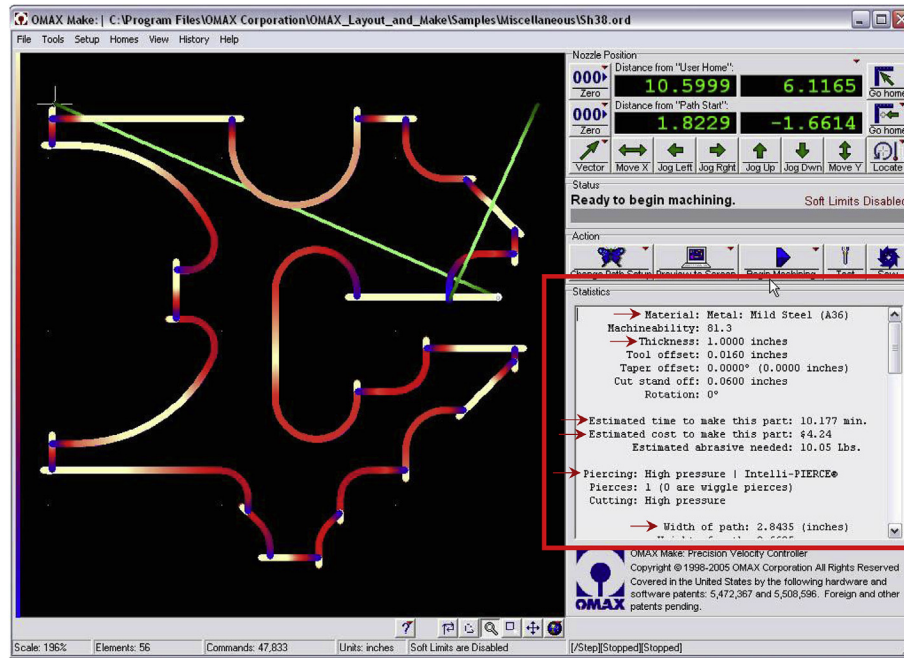 OMAX Make: | C:\Program Files\OMAX Corporation\OMAX_Layout_and_Make\Samples\Miscellaneous\Sh38.ord
File Tools Setup Homes View History Help
Nozzle Position
Distance from "User Home":
000 10.5999 6.1165
Zero Go home
Distance from "Path Start":
000 1.8229 -1.6614
Zero Go home
Vector Move X Jog Left Jog Rght Jog Up Jog Dwn Move Y Locate
Status
Ready to begin machining. Soft Limits Disabled
Action
Change Path Setup Preview to Screen Begin Machining Test
Statistics
Material: Metal: Mild Steel (A36)
Machineability: 81.3
Thickness: 1.0000 inches
Tool offset: 0.0160 inches
Taper offset: 0.0000° (0.0000 inches)
Cut stand off: 0.0600 inches
Rotation: 0°
Estimated time to make this part: 10.177 min.
Estimated cost to make this part: $4.24
Estimated abrasive needed: 10.05 Lbs.
Piercing: High pressure | Intelli-PIERCE®
Pierces: 1 (0 are wiggle pierces)
Cutting: High pressure
Width of path: 2.8435 (inches)
OMAX Make: Precision Velocity Controller
Copyright © 1998-2005 OMAX Corporation All Rights Reserved
Covered in the United States by the following hardware and
software patents: 5,472,367 and 5,508,596. Foreign and other
patents pending.
OMAX
Scale: 196% Elements: 56 Commands: 47,833 Units: inches Soft Limits are Disabled [/Step][Stopped][Stopped]